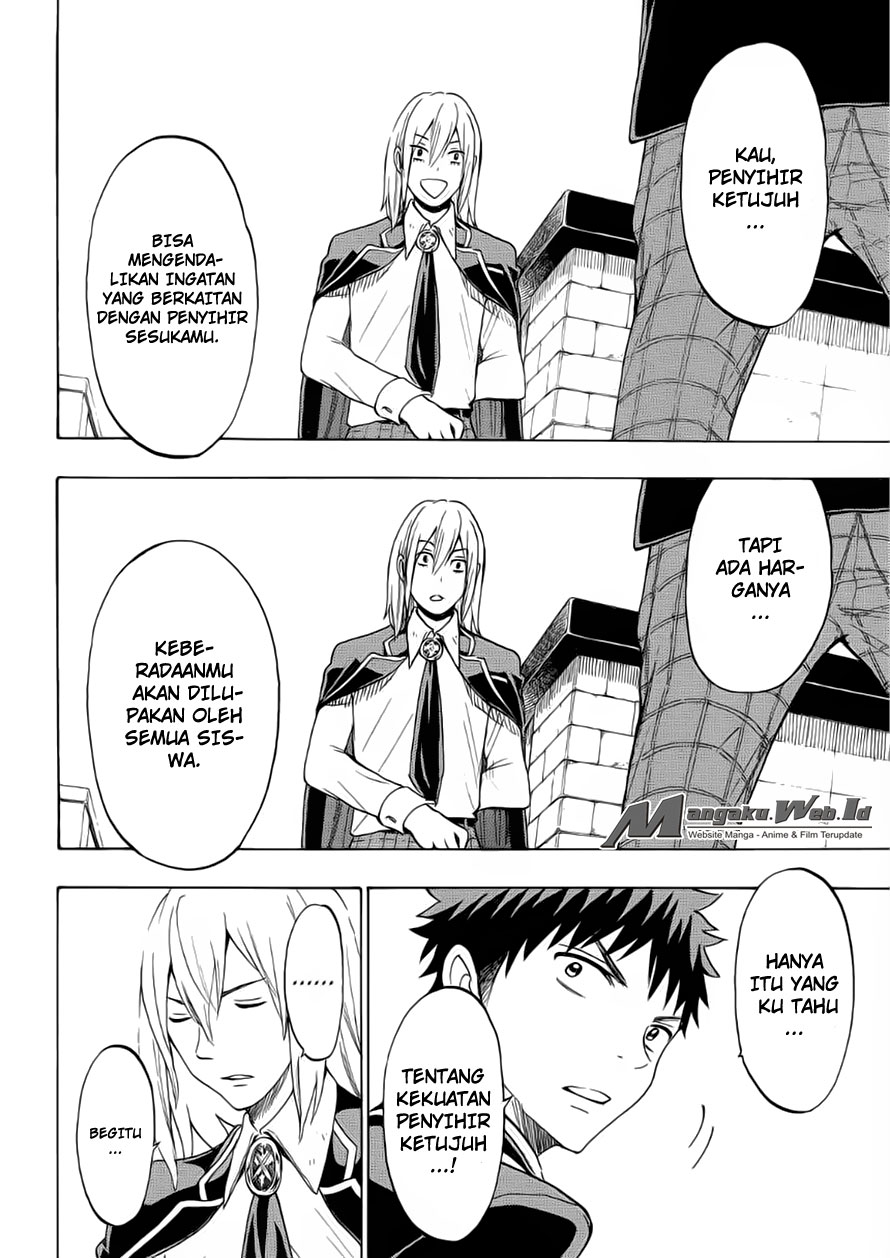 KAU,
PENYIHIR
KETUJUH
...
BISA
MENGENDA-
LIKAN INGATAN
YANG BERKAITAN
DENGAN PENYIHIR
SESUKAMU.
TAPI
ADA HAR-
GANYA
...
KEBE-
RADAANMU
AKAN DILU-
PAKAN OLEH
SEMUA SIS-
WA.
Mangaku.Web.Id
Website Manga - Anime & Film Terupdate
HANYA
ITU YANG
KU TAHU
...
TENTANG
KEKUATAN
PENYIHIR
KETUJUH
...!
.......
BEGITU
...